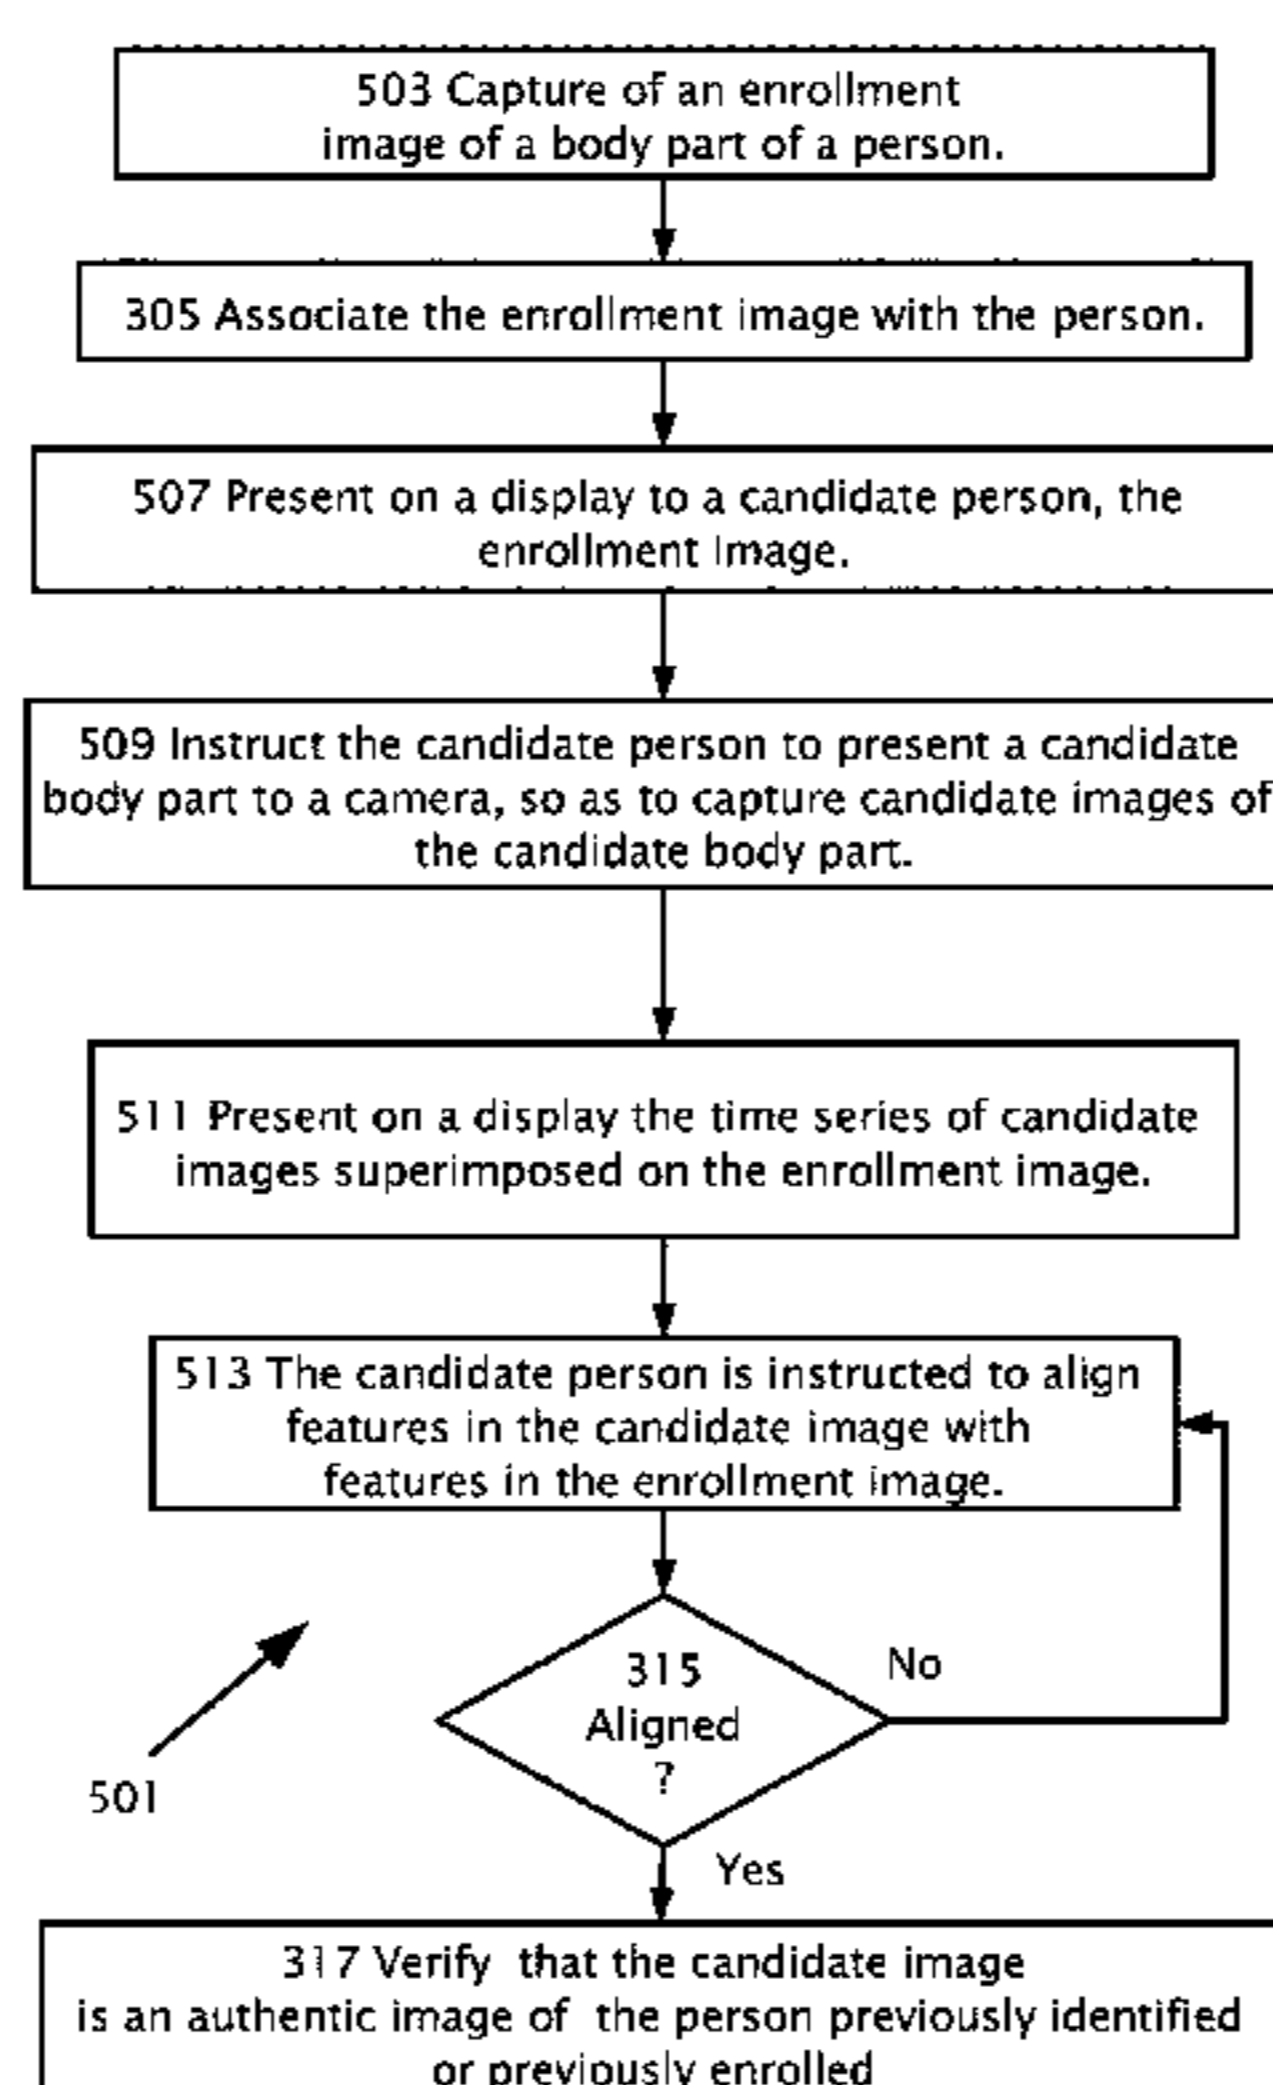 503 Capture of an enrollment
image of a body part of a person.
305 Associate the enrollment image with the person.
507 Present on a display to a candidate person, the
enrollment Image.
509 Instruct the candidate person to present a candidate
body part to a camera, so as to capture candidate images of
the candidate body part.
511 Present on a display the time series of candidate
images superimposed on the enrollment image.
513 The candidate person is instructed to align
features in the candidate image with
features in the enrollment image.
315
Aligned
?
No
501
Yes
317 Verify that the candidate image
is an authentic image of the person previously identified
or previously enrolled